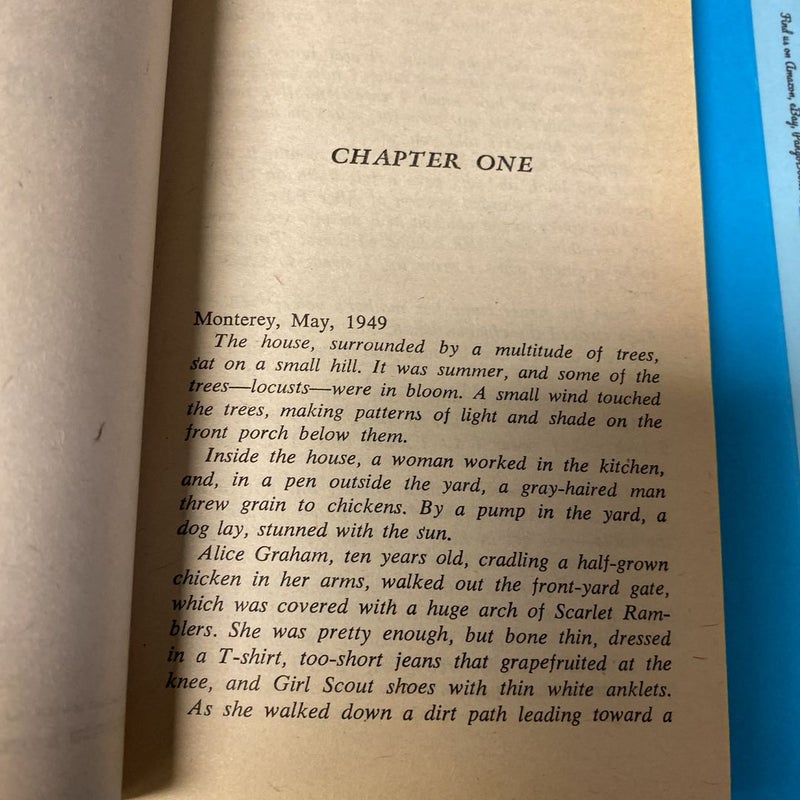 CHAPTER ONE
Monterey, May, 1949
The house, surrounded by a multitude of trees,
sat on a small hill. It was summer, and some of the
trees—locusts—were in bloom. A small wind touched
the trees, making patterns of light and shade on the
front porch below them.
Inside the house, a woman worked in the kitchen,
and, in a pen outside the yard, a gray-haired man
threw grain to chickens. By a pump in the yard, a
dog lay, stunned with the sun.
Alice Graham, ten years old, cradling a half-grown
chicken in her arms, walked out the front-yard gate,
which was covered with a huge arch of Scarlet Ram-
blers. She was pretty enough, but bone thin, dressed
in a T-shirt, too-short jeans that grapefruited at the
knee, and Girl Scout shoes with thin white anklets.
As she walked down a dirt path leading toward a
Find us on Amazon, eBay,